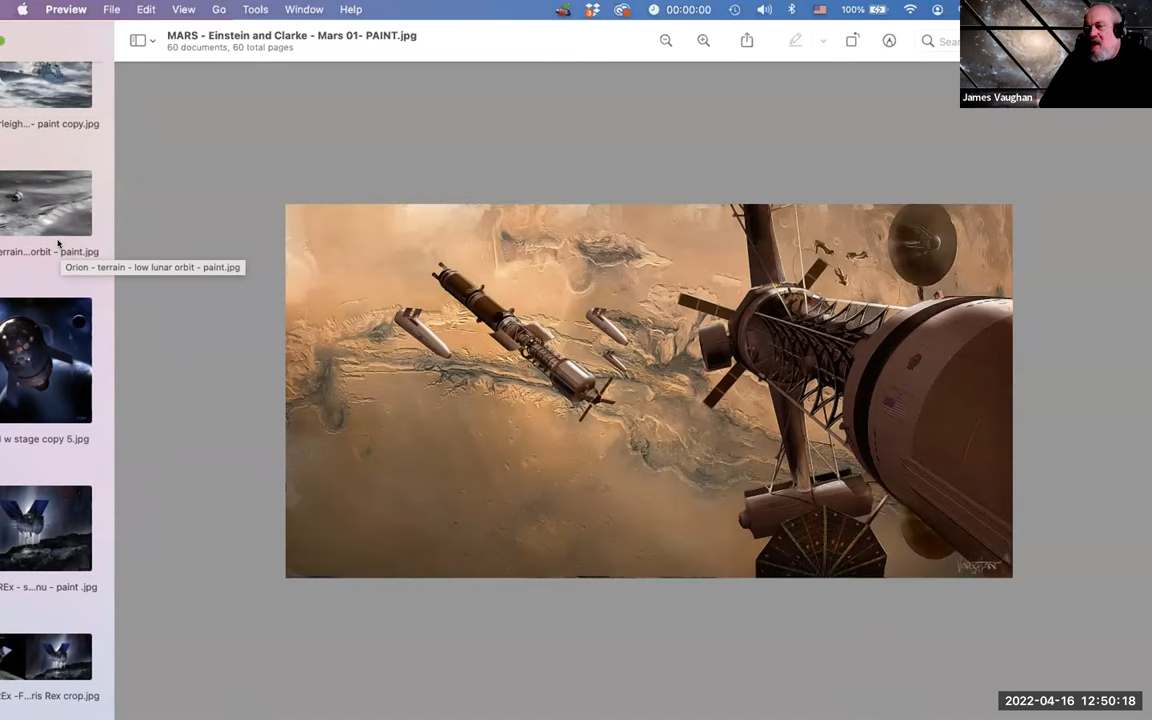 Preview File Edit View Go Tools Window Help 00:00:00 100%
MARS - Einstein and Clarke - Mars 01- PAINT.jpg
60 documents, 60 total pages
Sear
James Vaughan
rleigh...- paint copy.jpg
errain...orbit - paint.jpg
Orion - terrain - low lunar orbit - paint.jpg
l w stage copy 5.jpg
REx - s...nu - paint .jpg
Ex -F...ris Rex crop.jpg
Vaughan
2022-04-16 12:50:18